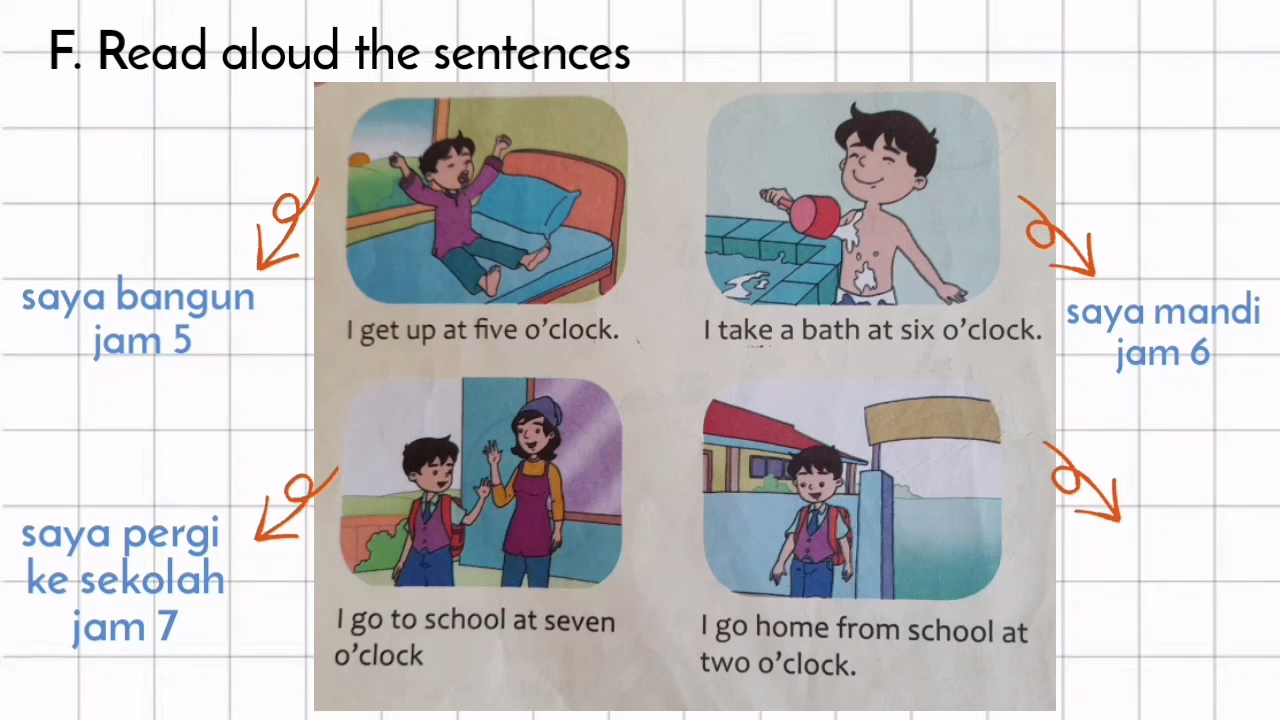 F. Read aloud the sentences
saya bangun
jam 5
I get up at five o'clock.
I take a bath at six o'clock.
saya mandi
jam 6
saya pergi
ke sekolah
jam 7
I go to school at seven
o'clock
I go home from school at
two o'clock.